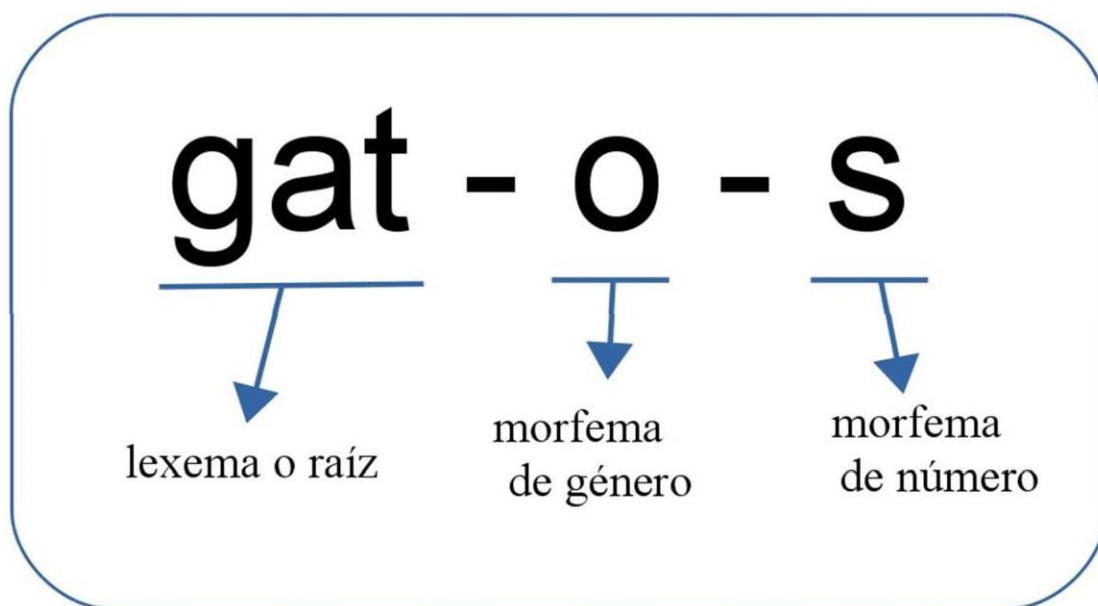 gat - o - s
lexema o raíz
morfema
de género
morfema
de número